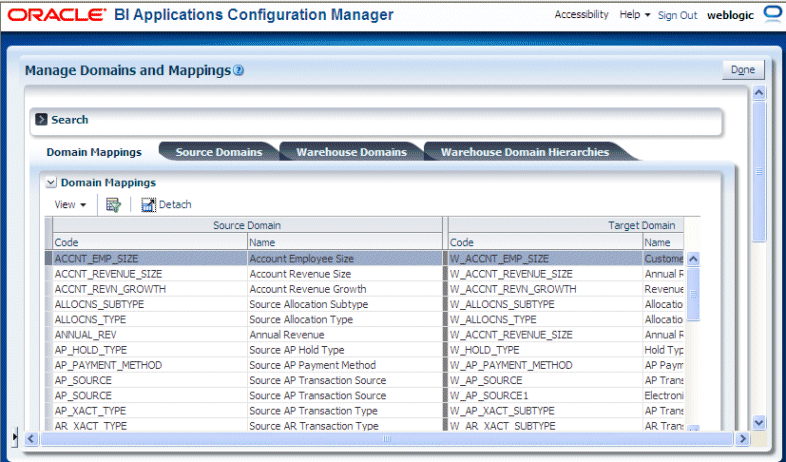 ORACLE BI Applications Configuration Manager Accessibility Help Sign Out weblogic
Manage Domains and Mappings Done
Search
Domain Mappings Source Domains Warehouse Domains Warehouse Domain Hierarchies
Domain Mappings
View Detach
Source Domain Target Domain
Code Name Code Name
ACCNT_EMP_SIZE Account Employee Size W_ACCNT_EMP_SIZE Custome
ACCNT_REVENUE_SIZE Account Revenue Size W_ACCNT_REVENUE_SIZE Annual R
ACCNT_REVN_GROWTH Account Revenue Growth W_ACCNT_REVN_GROWTH Revenue
ALLOCNS_SUBTYPE Source Allocation Subtype W_ALLOCNS_SUBTYPE Allocatio
ALLOCNS_TYPE Source Allocation Type W_ALLOCNS_TYPE Allocatio
ANNUAL_REV Annual Revenue W_ACCNT_REVENUE_SIZE Annual R
AP_HOLD_TYPE Source AP Hold Type W_HOLD_TYPE Hold Typ
AP_PAYMENT_METHOD Source AP Payment Method W_AP_PAYMENT_METHOD AP Paym
AP_SOURCE Source AP Transaction Source W_AP_SOURCE AP Trans
AP_SOURCE Source AP Transaction Source W_AP_SOURCE1 Electroni
AP_XACT_TYPE Source AP Transaction Type W_AP_XACT_SUBTYPE AP Trans
AR_XACT_TYPE Source AR Transaction Type W_AR_XACT_SUBTYPE AR Trans